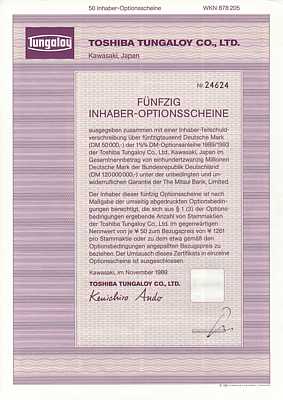 50 Inhaber-Optionsscheine WKN 878 205
Tungaloy
TOSHIBA TUNGALOY CO., LTD.
Kawasaki, Japan
Nr. 24624
FÜNFZIG
INHABER-OPTIONSSCHEINE
ausgegeben zusammen mit einer Inhaber-Teilschuld-
verschreibung über fünfzigtausend Deutsche Mark
(DM 50 000,-) der 1⅝% DM-Optionsanleihe 1989/1993
der Toshiba Tungaloy Co., Ltd., Kawasaki, Japan im
Gesamtnennbetrag von einhundertzwanzig Millionen
Deutsche Mark der Bundesrepublik Deutschland
(DM 120 000 000,-) unter der unbedingten und un-
widerruflichen Garantie der The Mitsui Bank, Limited.
Der Inhaber dieser fünfzig Optionsscheine ist nach
Maßgabe der umseitig abgedruckten Optionsbedin-
gungen berechtigt, die sich aus § 1 (3) der Options-
bedingungen ergebende Anzahl von Stammaktien
der Toshiba Tungaloy Co., Ltd. im gegenwärtigen
Nennwert von je ¥ 50 zum Bezugspreis von ¥ 1261
pro Stammaktie oder zu dem etwa gemäß den
Optionsbedingungen angepaßten Bezugspreis zu
beziehen. Der Umtausch dieses Zertifikats in einzelne
Optionsscheine ist ausgeschlossen.
Kawasaki, im November 1989
TOSHIBA TUNGALOY CO., LTD.
Kenichiro Ando